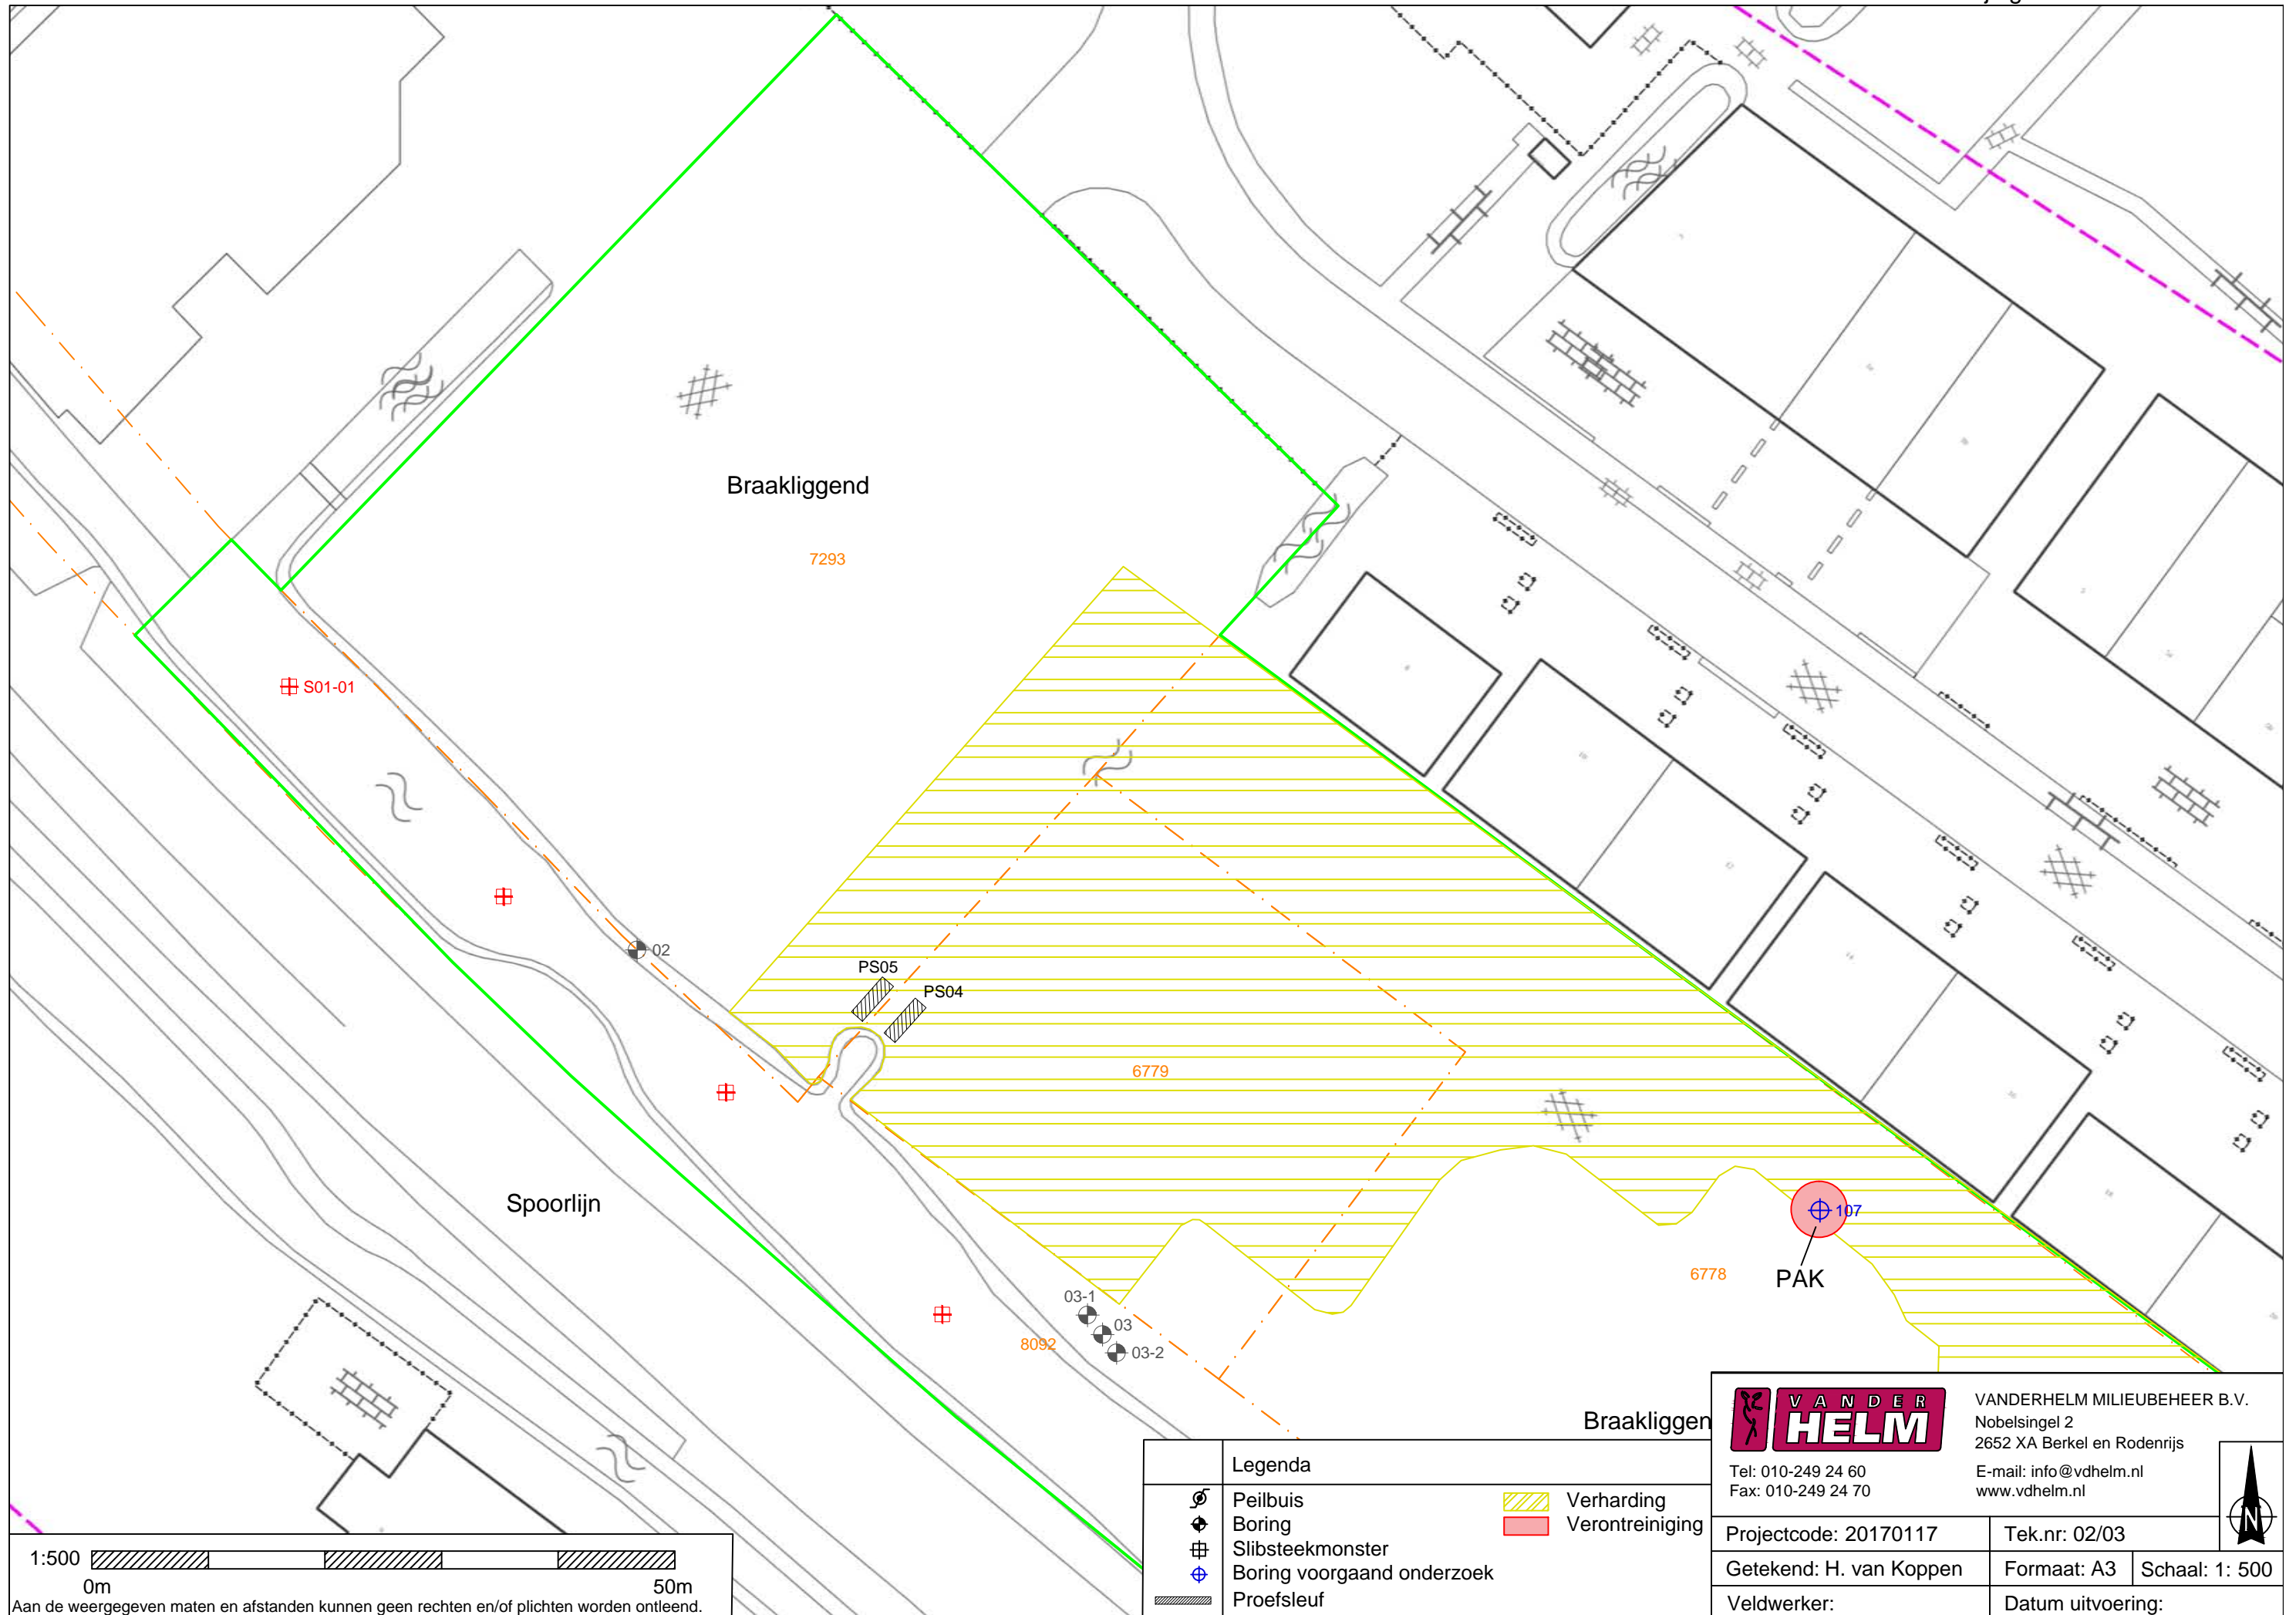 Braakliggend
7293
S01-01
02
PS05
PS04
6779
Spoorlijn
107
PAK
6778
03-1
03
03-2
8092
Braakliggen
Legenda
Peilbuis
Boring
Slibsteekmonster
Boring voorgaand onderzoek
Proefsleuf
Verharding
Verontreiniging
VANDER
HELM
VANDERHELM MILIEUBEHEER B.V.
Nobelsingel 2
2652 XA Berkel en Rodenrijs
Tel: 010-249 24 60
Fax: 010-249 24 70
E-mail: info@vdhelm.nl
www.vdhelm.nl
N
Projectcode: 20170117
Tek.nr: 02/03
Getekend: H. van Koppen
Formaat: A3
Schaal: 1: 500
Veldwerker:
Datum uitvoering:
1:500
0m
50m
Aan de weergegeven maten en afstanden kunnen geen rechten en/of plichten worden ontleend.